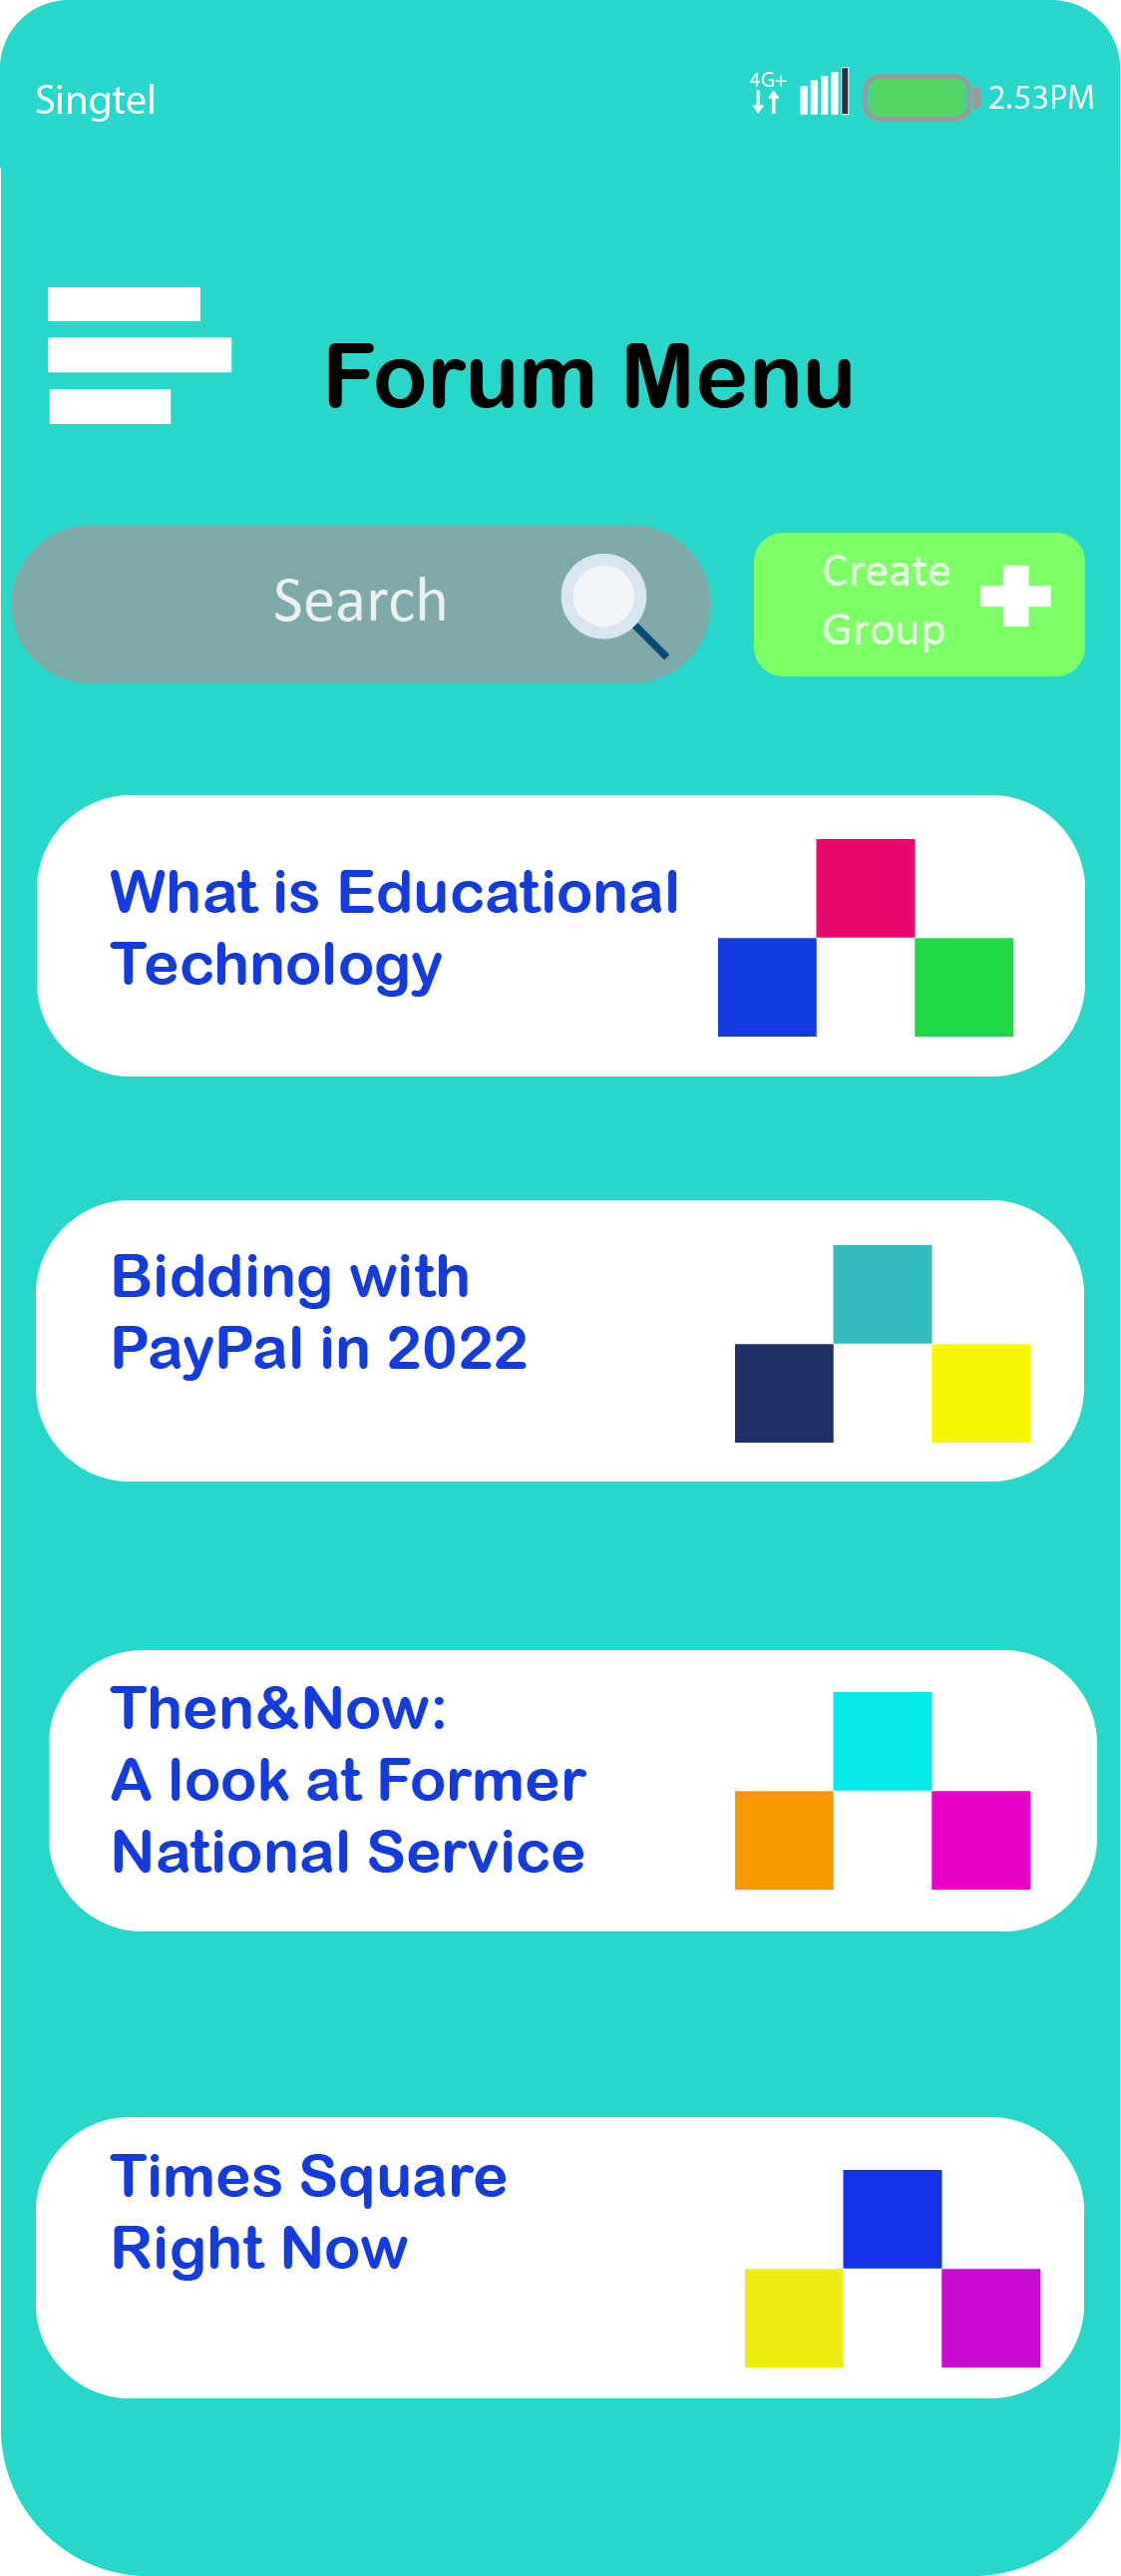 Singtel
4G+
2.53PM
Forum Menu
Search
Create
Group
What is Educational
Technology
Bidding with
PayPal in 2022
Then&Now:
A look at Former
National Service
Times Square
Right Now